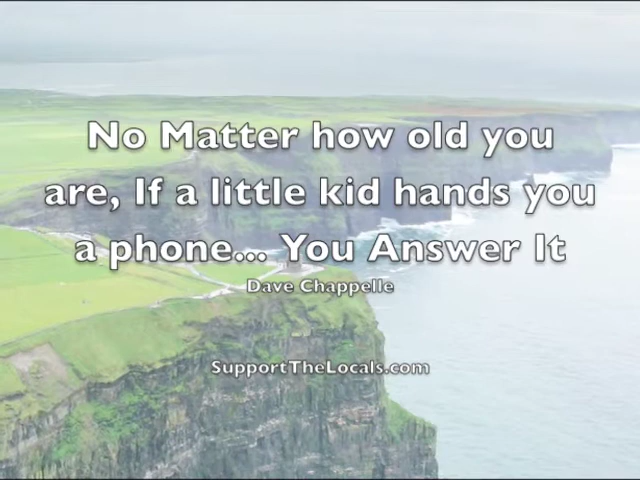 No Matter how old you
are, If a little kid hands you
a phone... You Answer It
Dave Chappelle
SupportTheLocals.com